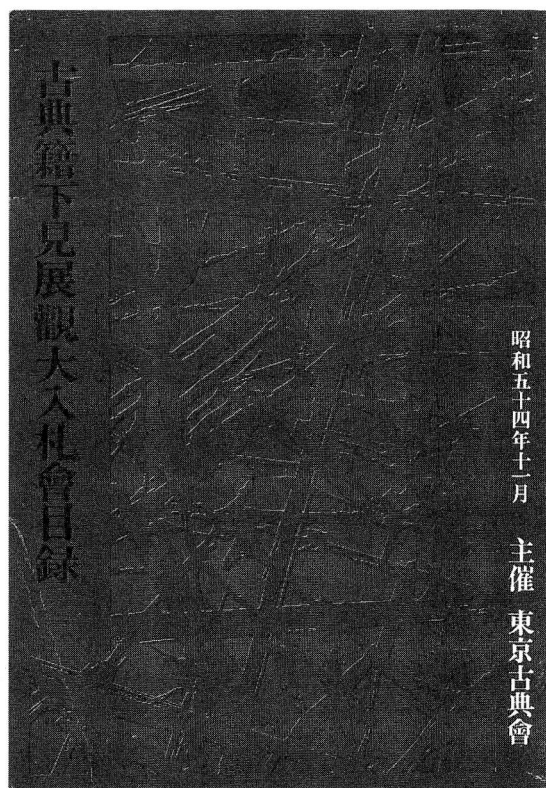 昭和五十四年十一月　主催　東京古典會
古典籍下見展觀大入札會目録